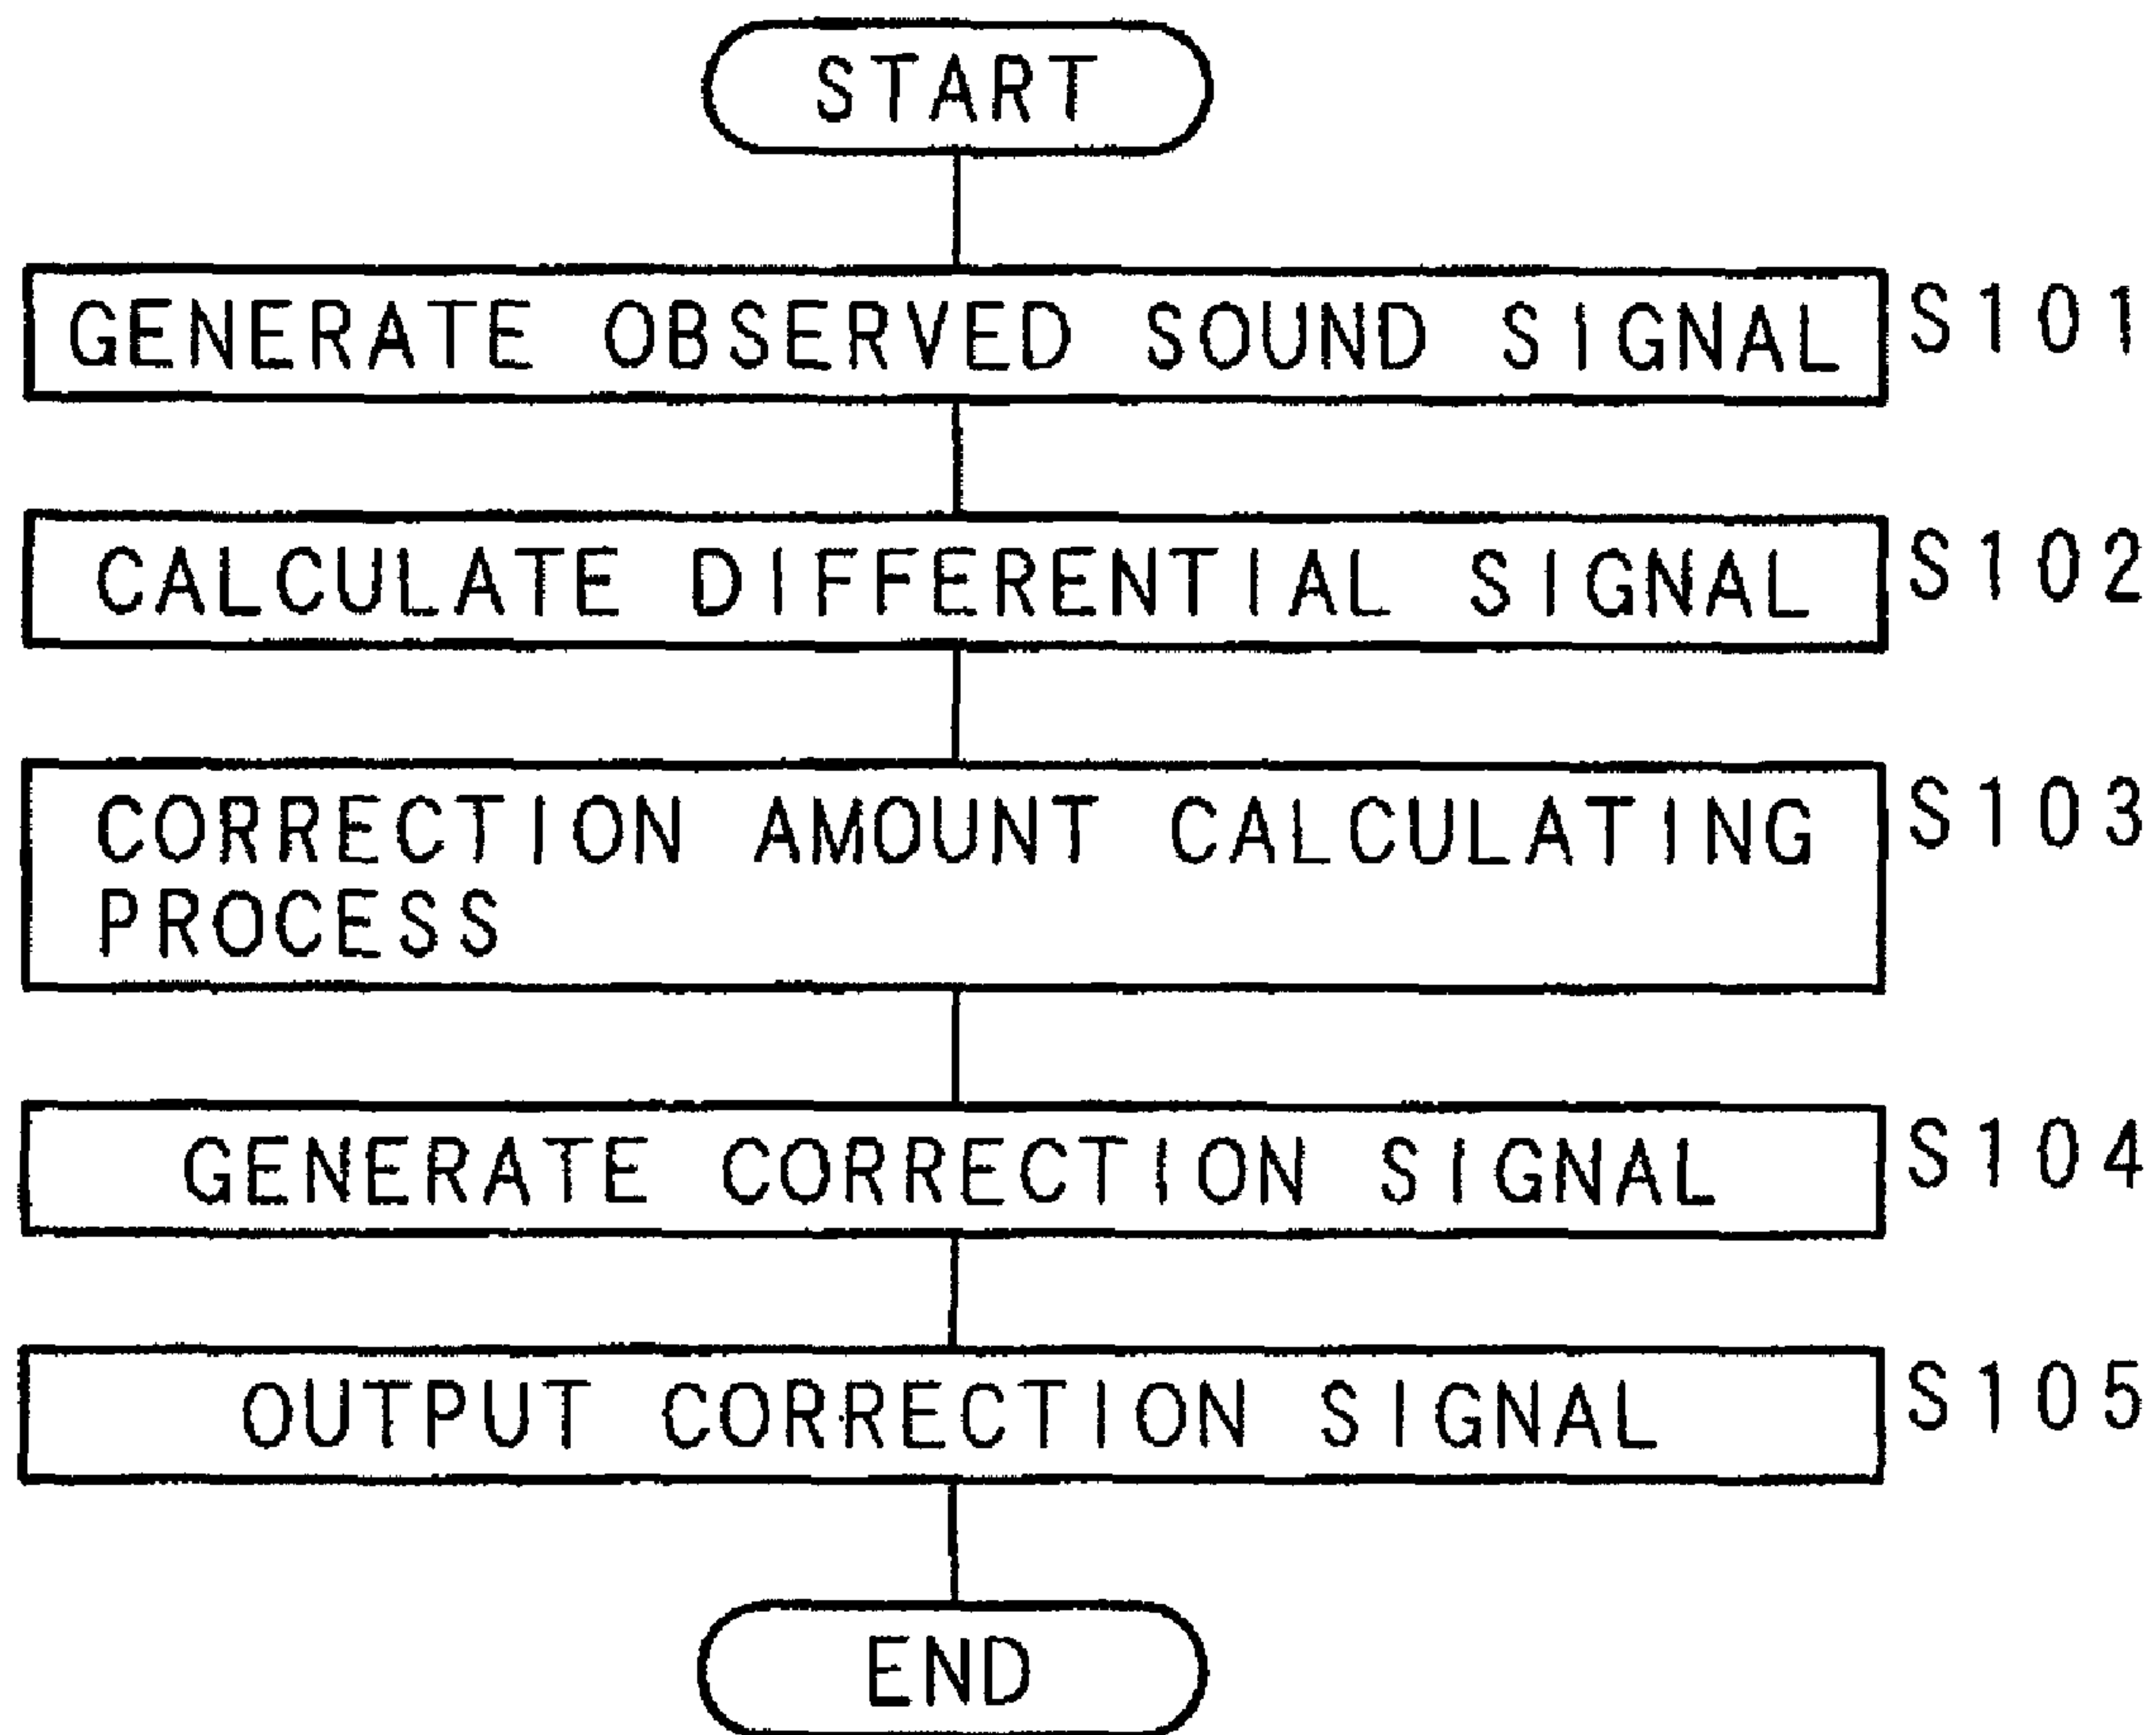 START
GENERATE OBSERVED SOUND SIGNAL S101
CALCULATE DIFFERENTIAL SIGNAL S102
CORRECTION AMOUNT CALCULATING S103
PROCESS
GENERATE CORRECTION SIGNAL S104
OUTPUT CORRECTION SIGNAL S105
END